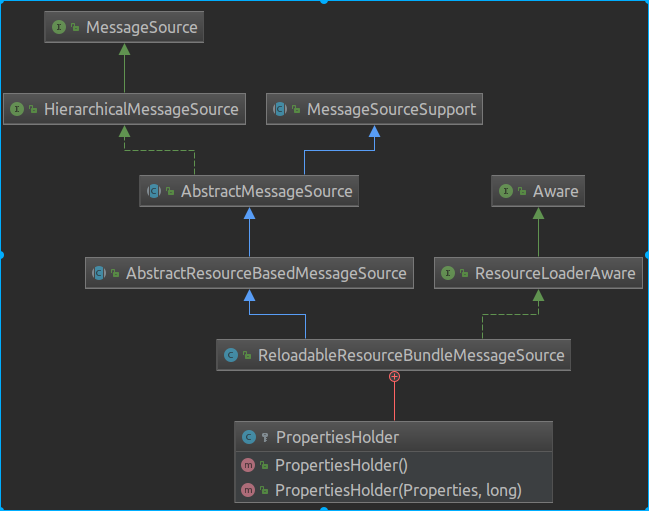 MessageSource
HierarchicalMessageSource
MessageSourceSupport
AbstractMessageSource
Aware
AbstractResourceBasedMessageSource
ResourceLoaderAware
ReloadableResourceBundleMessageSource
PropertiesHolder
PropertiesHolder()
PropertiesHolder(Properties, long)